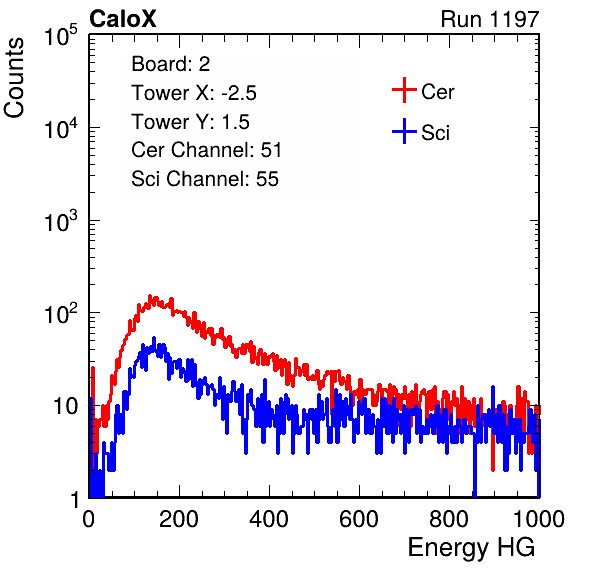 CaloX Run 1197
Counts
Board: 2
Tower X: -2.5
Tower Y: 1.5
Cer Channel: 51
Sci Channel: 55
Cer
Sci
10^5
10^4
10^3
10^2
10
1
0 200 400 600 800 1000
Energy HG